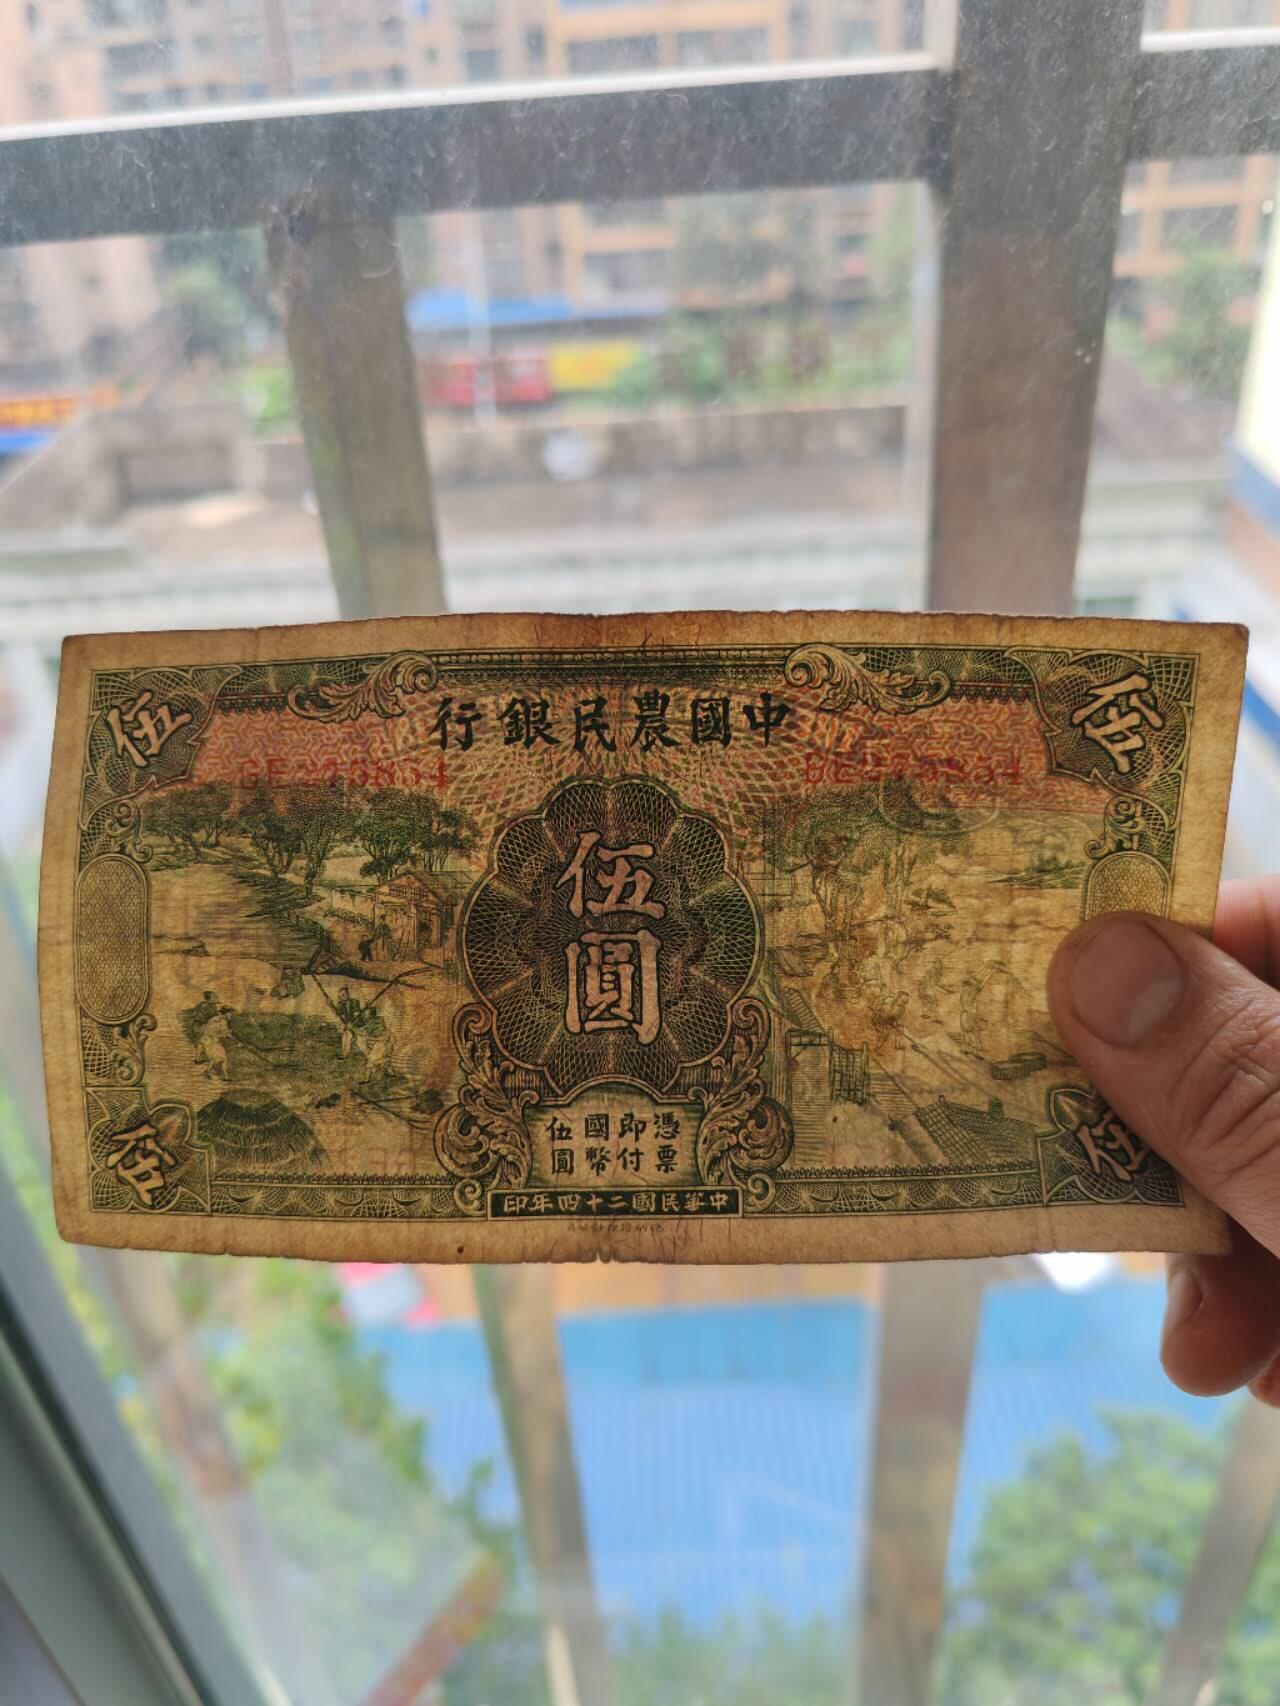 中國農民銀行
伍 伍
伍圓
憑票
即付
國幣
伍圓
中華民國二十四年印
伍 伍